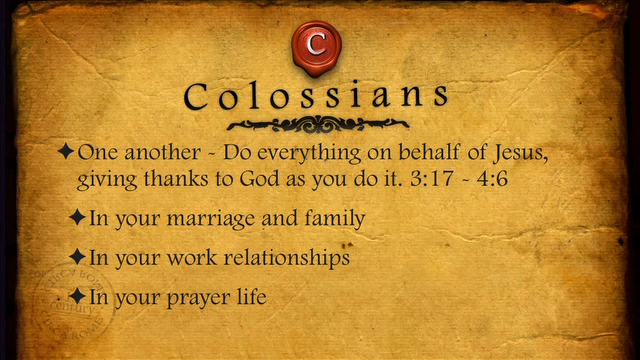 C
Colossians
One another - Do everything on behalf of Jesus,
giving thanks to God as you do it. 3:17 - 4:6
In your marriage and family
In your work relationships
In your prayer life